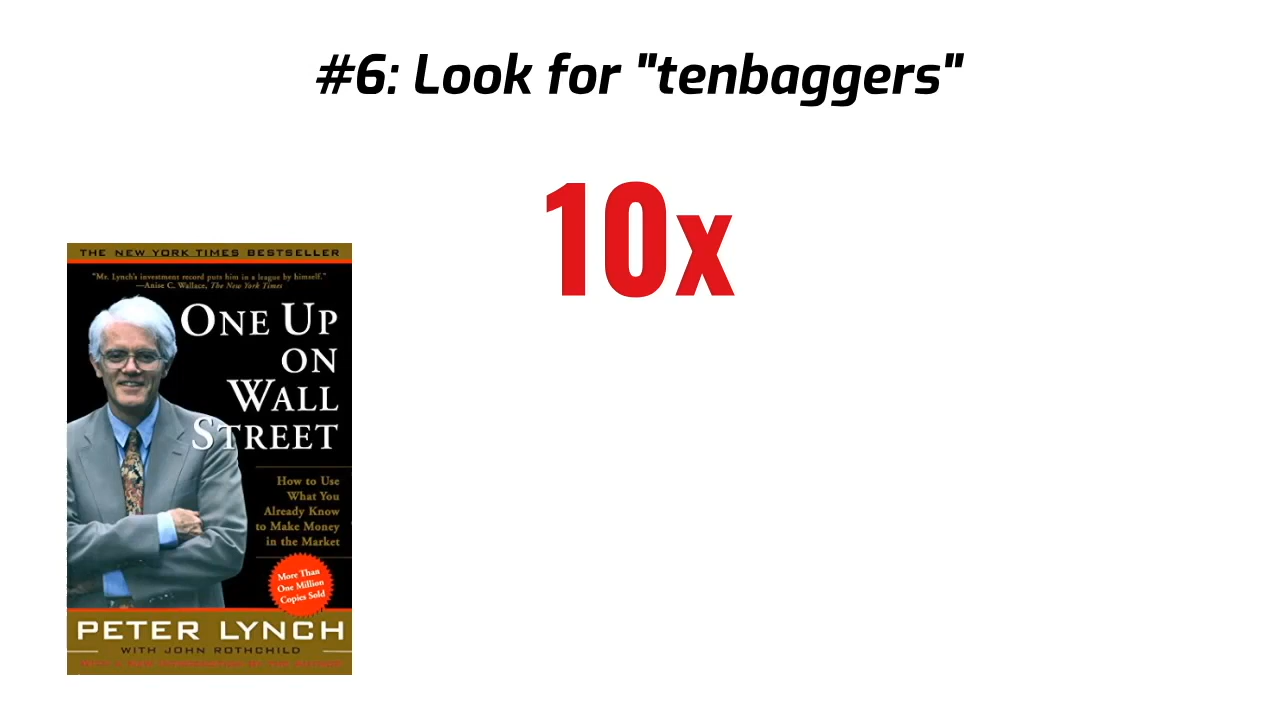 #6: Look for "tenbaggers"
10x
THE NEW YORK TIMES BESTSELLER
"Mr. Lynch's investment record puts him in a league by himself."
—Anise C. Wallace, The New York Times
ONE UP
ON
WALL
STREET
How to Use
What You
Already Know
to Make Money
in the Market
More Than
One Million
Copies Sold
PETER LYNCH
WITH JOHN ROTHCHILD